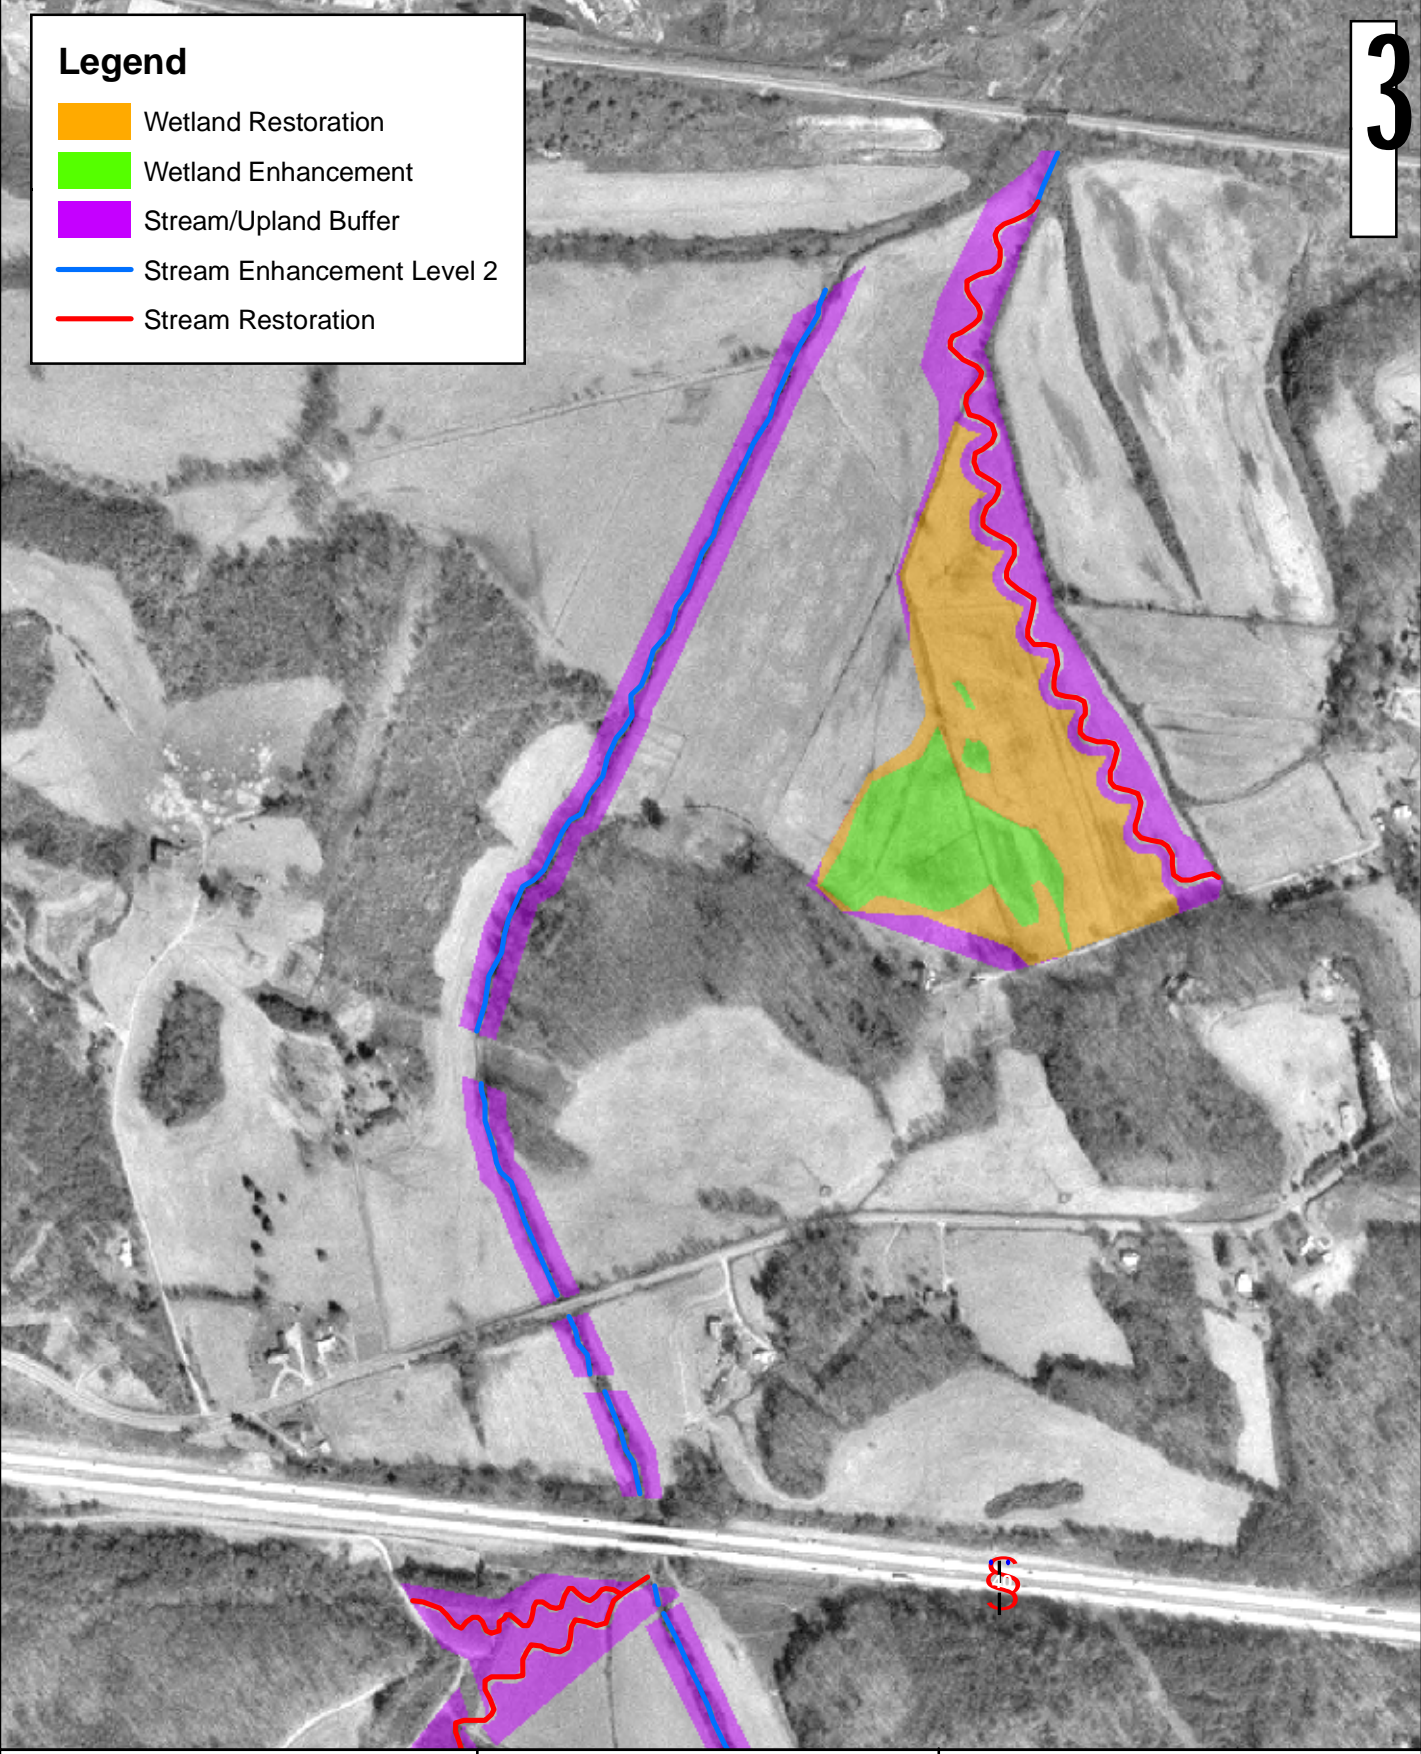 Legend
Wetland Restoration
Wetland Enhancement
Stream/Upland Buffer
Stream Enhancement Level 2
Stream Restoration
3